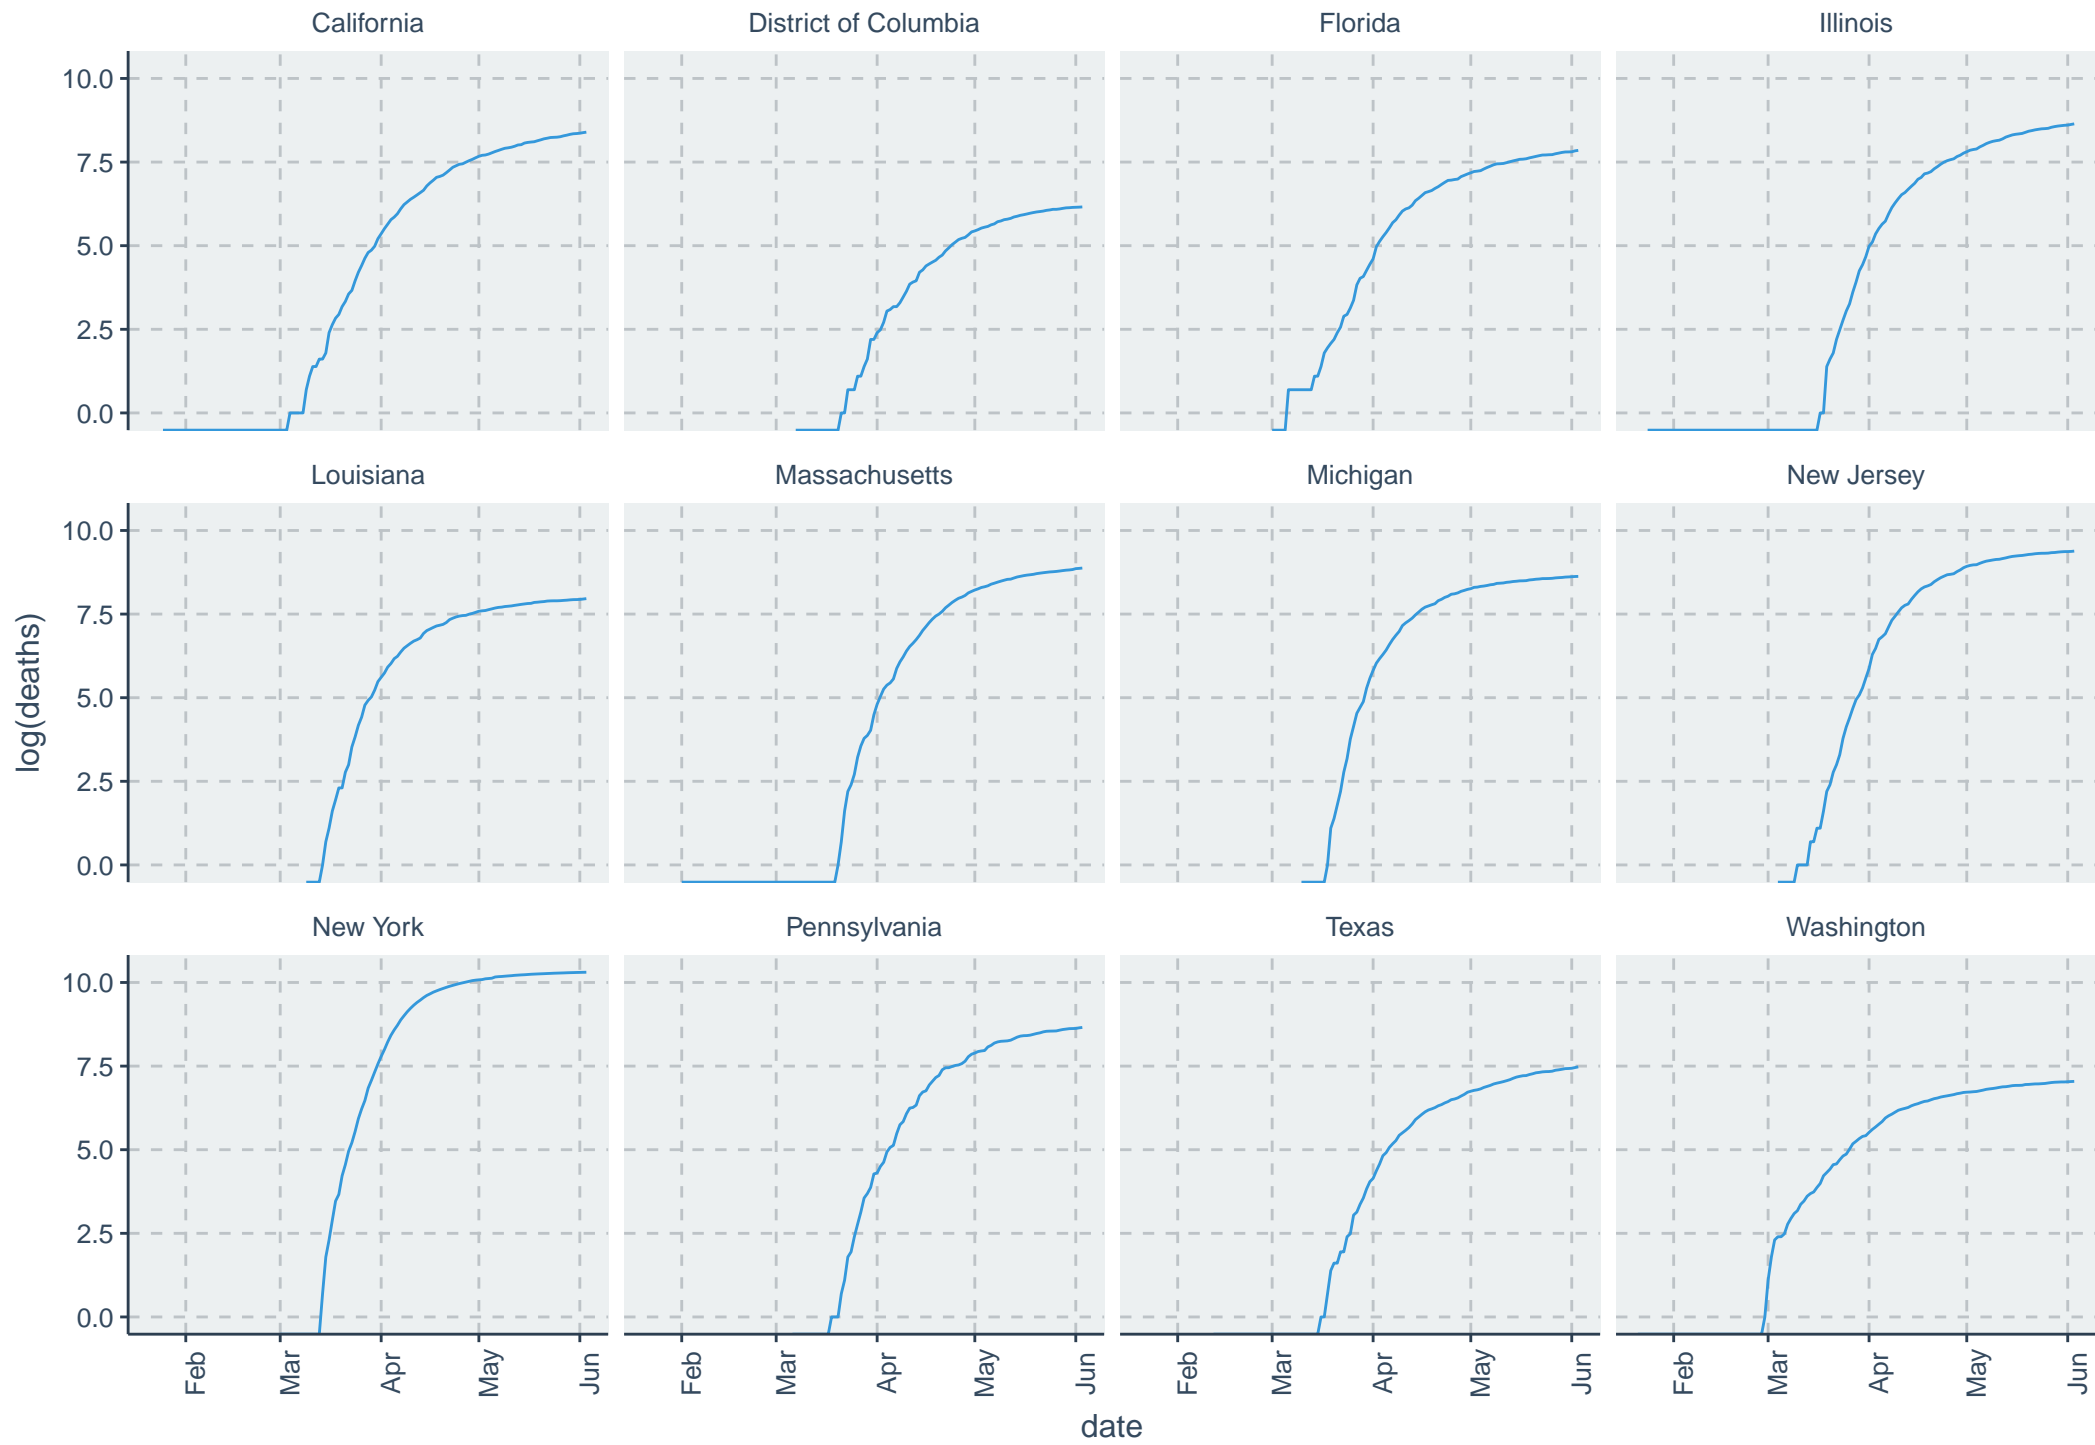 California
District of Columbia
Florida
Illinois
10.0
7.5
5.0
2.5
0.0
Louisiana
Massachusetts
Michigan
New Jersey
10.0
7.5
5.0
2.5
0.0
log(deaths)
New York
Pennsylvania
Texas
Washington
10.0
7.5
5.0
2.5
0.0
Feb
Mar
Apr
May
Jun
Feb
Mar
Apr
May
Jun
Feb
Mar
Apr
May
Jun
Feb
Mar
Apr
May
Jun
date